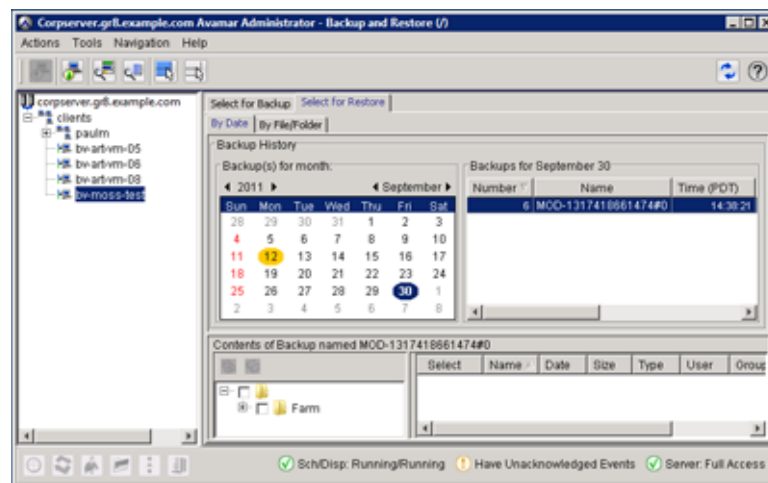 Corpserver.gr8.example.com Avamar Administrator - Backup and Restore (/)
Actions Tools Navigation Help
corpserver.gr8.example.com
clients
paulm
bv-art-vm-05
bv-art-vm-06
bv-art-vm-08
bv-moss-test
Select for Backup Select for Restore
By Date By File/Folder
Backup History
Backup(s) for month:
2011 September
Sun Mon Tue Wed Thu Fri Sat
28 29 30 31 1 2 3
4 5 6 7 8 9 10
11 12 13 14 15 16 17
18 19 20 21 22 23 24
25 26 27 28 29 30 1
2 3 4 5 6 7 8
Backups for September 30
Number Name Time (PDT)
6 MOD-1317418661474#0 14:38:21
Contents of Backup named MOD-1317418661474#0
Farm
Select Name Date Size Type User Group
Sch/Disp: Running/Running Have Unacknowledged Events Server: Full Access